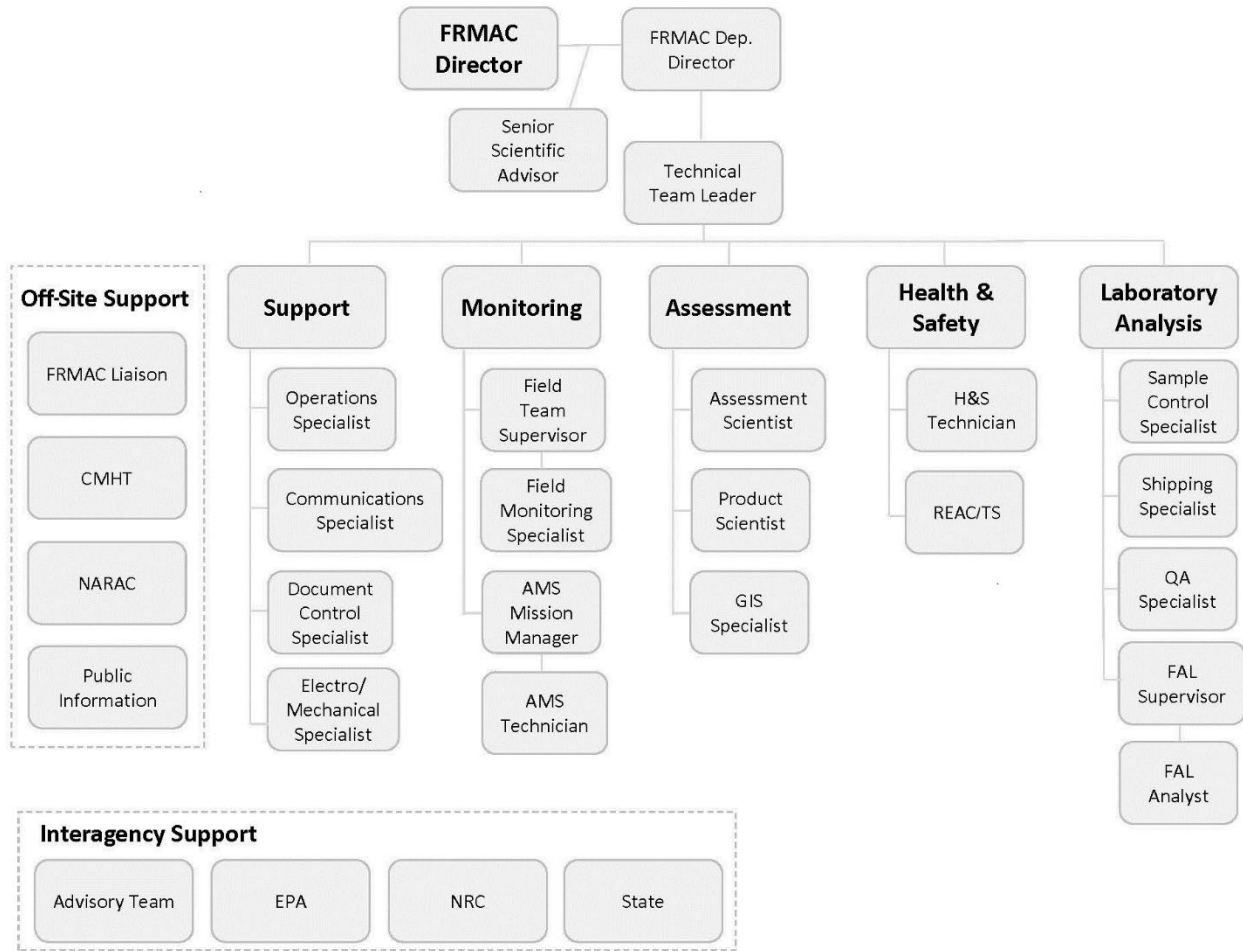 FRMAC
Director
FRMAC Dep.
Director
Senior
Scientific
Advisor
Technical
Team Leader
Off-Site Support
FRMAC Liaison
CMHT
NARAC
Public
Information
Support
Operations
Specialist
Communications
Specialist
Document
Control
Specialist
Electro/
Mechanical
Specialist
Monitoring
Field
Team
Supervisor
Field
Monitoring
Specialist
AMS
Mission
Manager
AMS
Technician
Assessment
Assessment
Scientist
Product
Scientist
GIS
Specialist
Health &
Safety
H&S
Technician
REAC/TS
Laboratory
Analysis
Sample
Control
Specialist
Shipping
Specialist
QA
Specialist
FAL
Supervisor
FAL
Analyst
Interagency Support
Advisory Team
EPA
NRC
State